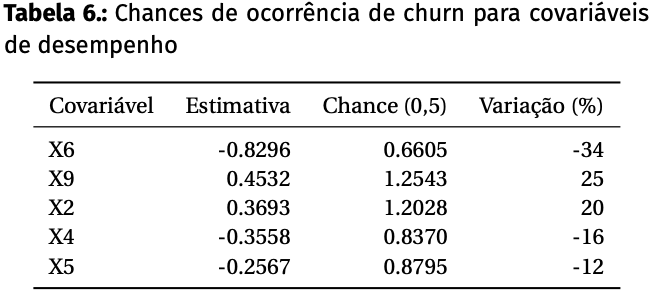 Tabela 6.: Chances de ocorrência de churn para covariáveis
de desempenho
Covariável Estimativa Chance (0,5) Variação (%)
X6 -0.8296 0.6605 -34
X9 0.4532 1.2543 25
X2 0.3693 1.2028 20
X4 -0.3558 0.8370 -16
X5 -0.2567 0.8795 -12